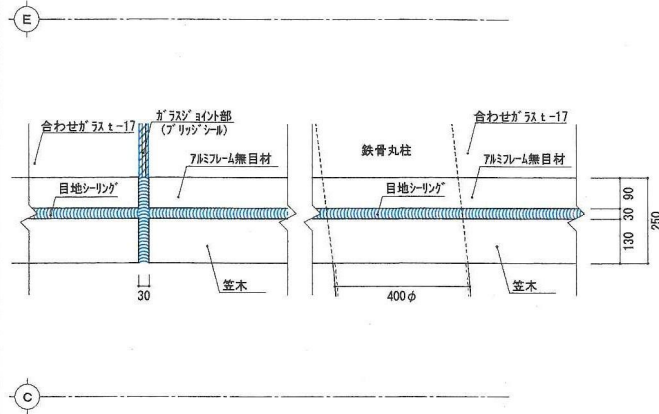 E
合わせガラス t-17
ガラスジョイント部
(ブリッジシール)
アルミフレーム無目材
目地シーリング
笠木
30
合わせガラス t-17
鉄骨丸柱
アルミフレーム無目材
目地シーリング
笠木
400φ
90
30
130
250
C